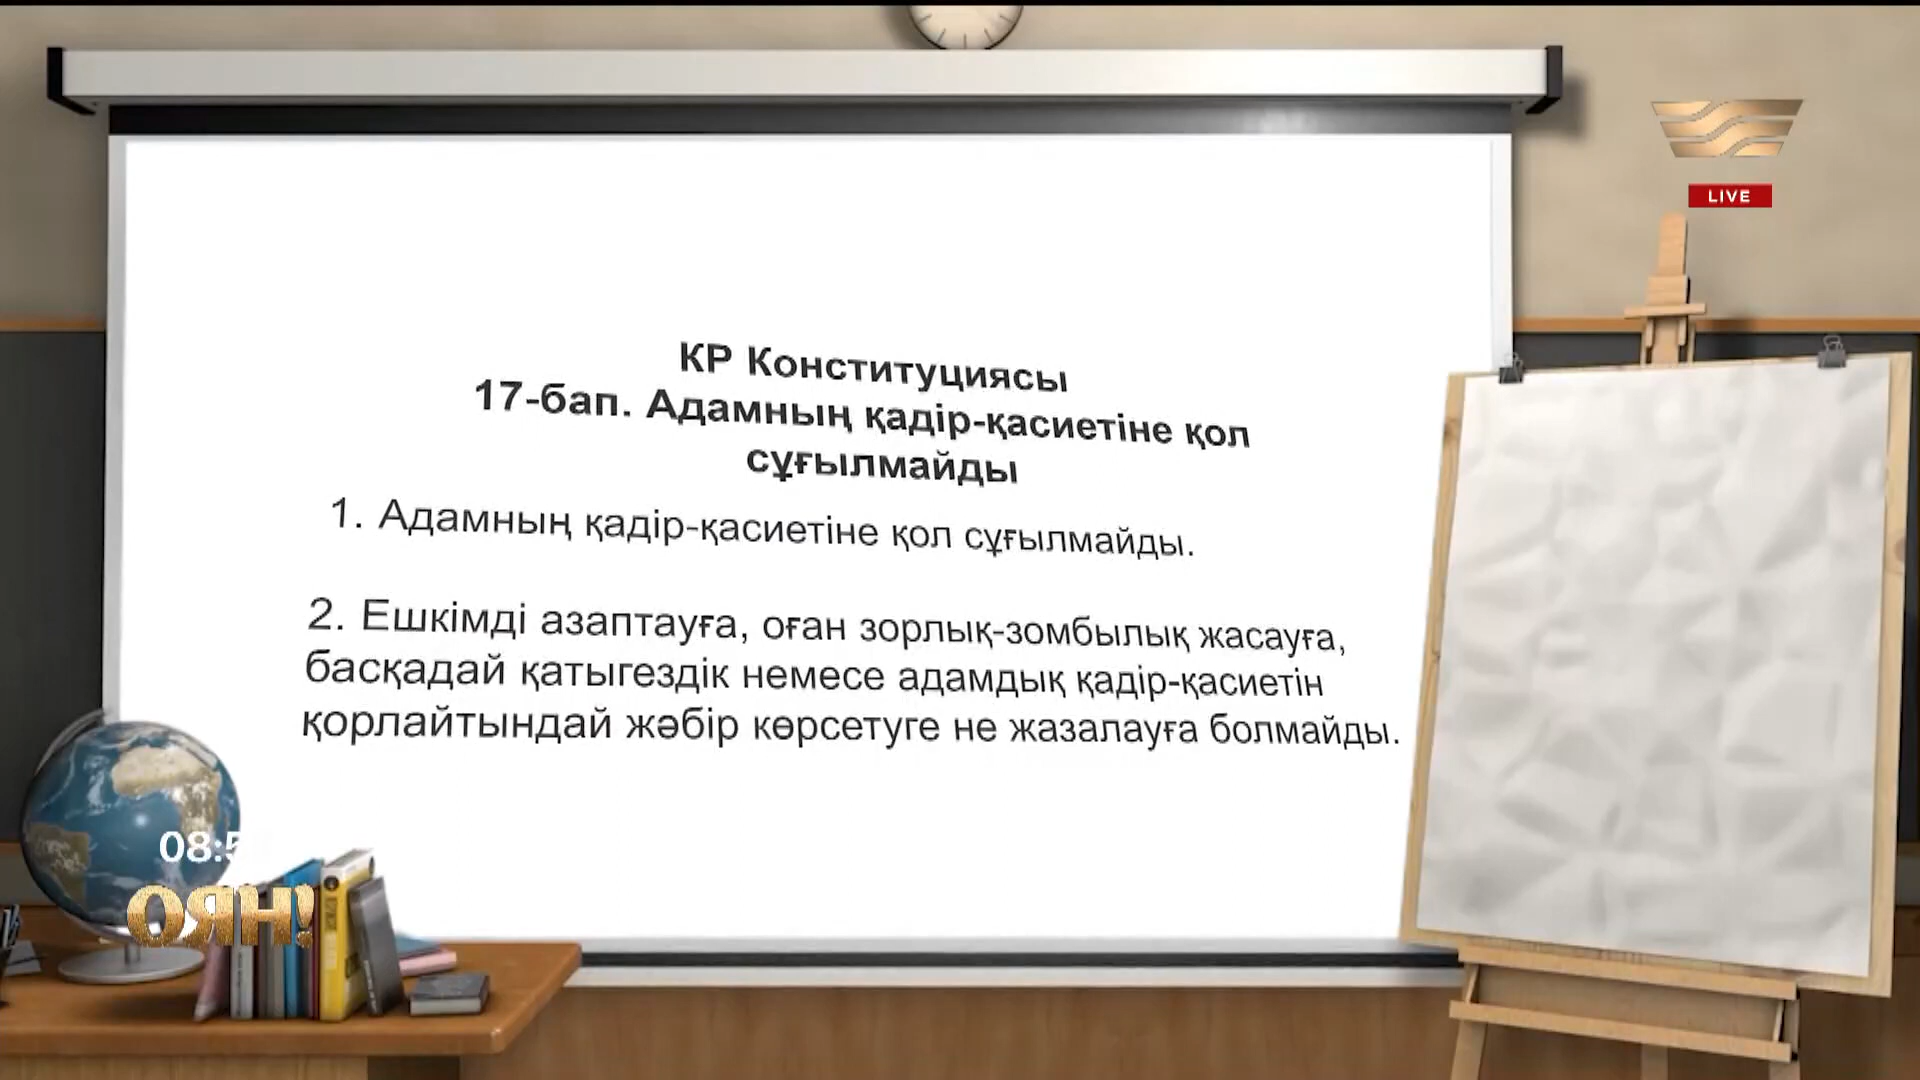 LIVE
КР Конституциясы
17-бап. Адамның қадір-қасиетіне қол
сұғылмайды
1. Адамның қадір-қасиетіне қол сұғылмайды.
2. Ешкімді азаптауға, оған зорлық-зомбылық жасауға,
басқадай қатыгездік немесе адамдық қадір-қасиетін
қорлайтындай жәбір көрсетуге не жазалауға болмайды.
ОЯН!